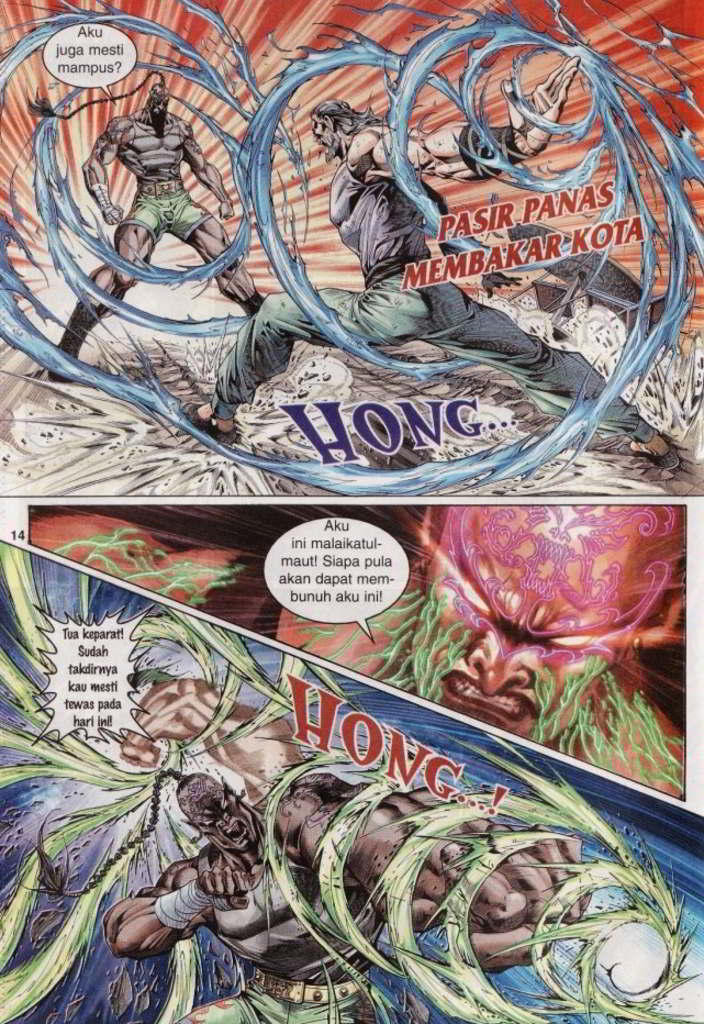 Aku
juga mesti
mampus?
PASIR PANAS
MEMBAKAR KOTA
HONG...
14
Aku
ini malaikatul-
maut! Siapa pula
akan dapat mem-
bunuh aku ini!
Tua keparat!
Sudah
takdirnya
kau mesti
tewas pada
hari ini!
HONG...!